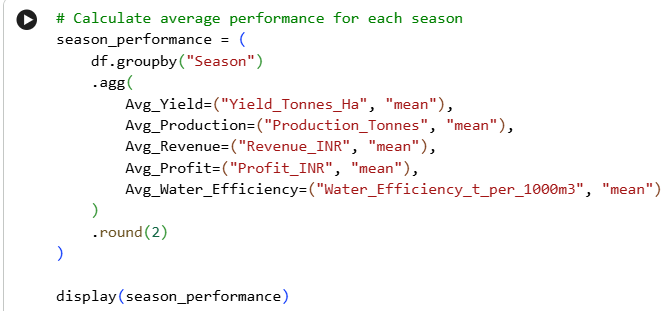 # Calculate average performance for each season
season_performance = (
    df.groupby("Season")
    .agg(
        Avg_Yield=("Yield_Tonnes_Ha", "mean"),
        Avg_Production=("Production_Tonnes", "mean"),
        Avg_Revenue=("Revenue_INR", "mean"),
        Avg_Profit=("Profit_INR", "mean"),
        Avg_Water_Efficiency=("Water_Efficiency_t_per_1000m3", "mean")
    )
    .round(2)
)

display(season_performance)